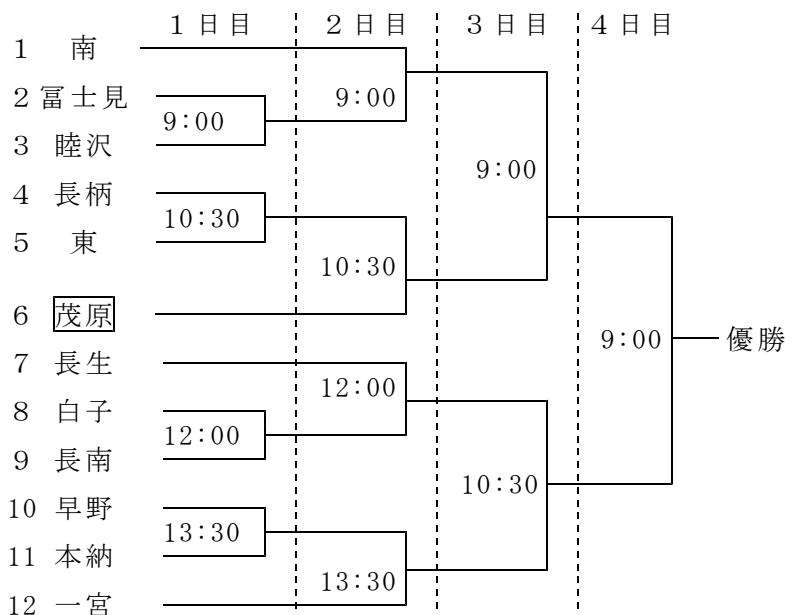 1日目 2日目 3日目 4日目
1 南
2 冨士見
9:00
9:00
3 睦沢
9:00
4 長柄
10:30
5 東
10:30
6 茂原
9:00 優勝
7 長生
12:00
8 白子
12:00
9 長南
10:30
10 早野
13:30
11 本納
13:30
12 一宮